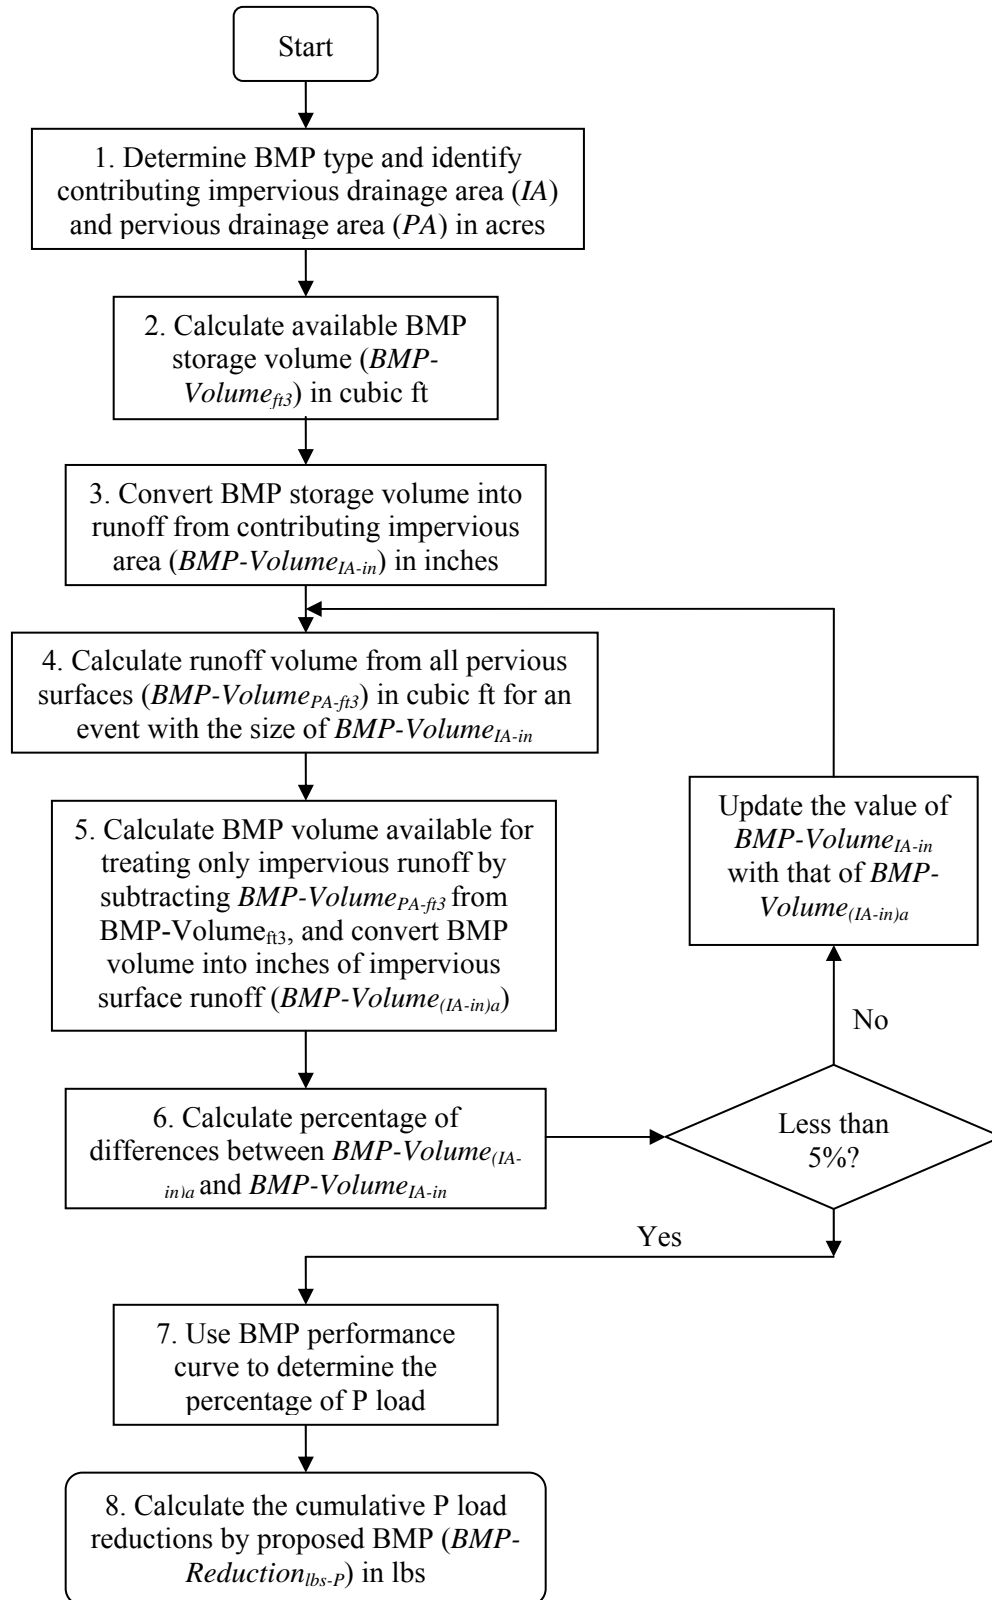 Start
1. Determine BMP type and identify
contributing impervious drainage area (IA)
and pervious drainage area (PA) in acres
2. Calculate available BMP
storage volume (BMP-
Volumeft3) in cubic ft
3. Convert BMP storage volume into
runoff from contributing impervious
area (BMP-VolumeIA-in) in inches
4. Calculate runoff volume from all pervious
surfaces (BMP-VolumePA-ft3) in cubic ft for an
event with the size of BMP-VolumeIA-in
5. Calculate BMP volume available for
treating only impervious runoff by
subtracting BMP-VolumePA-ft3 from
BMP-Volumeft3, and convert BMP
volume into inches of impervious
surface runoff (BMP-Volume(IA-in)a)
Update the value of
BMP-VolumeIA-in
with that of BMP-
Volume(IA-in)a
No
6. Calculate percentage of
differences between BMP-Volume(IA-
in)a and BMP-VolumeIA-in
Less than
5%?
Yes
7. Use BMP performance
curve to determine the
percentage of P load
8. Calculate the cumulative P load
reductions by proposed BMP (BMP-
Reductionlbs-P) in lbs